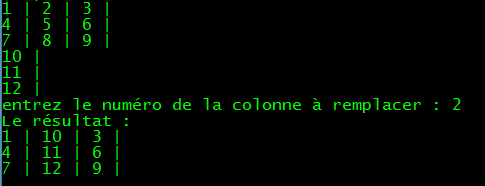 1 | 2 | 3 |
4 | 5 | 6 |
7 | 8 | 9 |
10 |
11 |
12 |
entrez le numéro de la colonne à remplacer : 2
Le résultat :
1 | 10 | 3 |
4 | 11 | 6 |
7 | 12 | 9 |